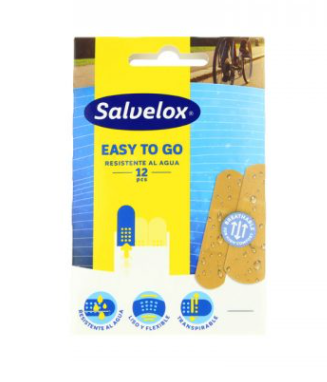 Salvelox®
EASY TO GO
RESISTENTE AL AGUA
12
pcs
BREATHABLE
RESISTENTE AL AGUA
LISO Y FLEXIBLE
TRANSPIRABLE